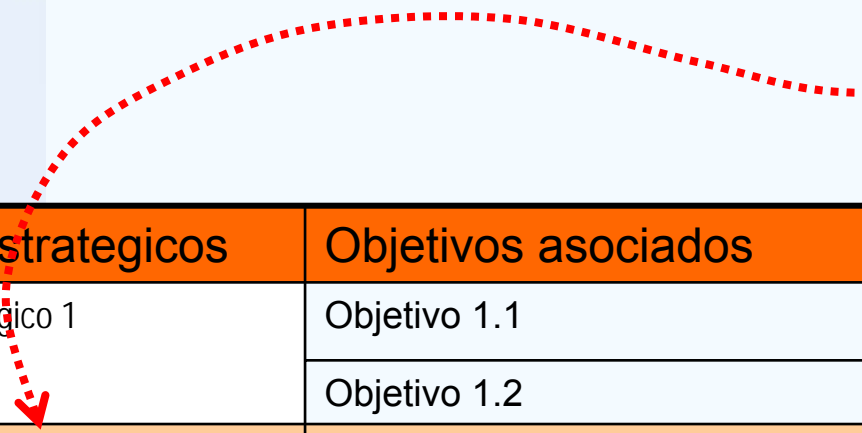 strategicos Objetivos asociados
gico 1 Objetivo 1.1
Objetivo 1.2